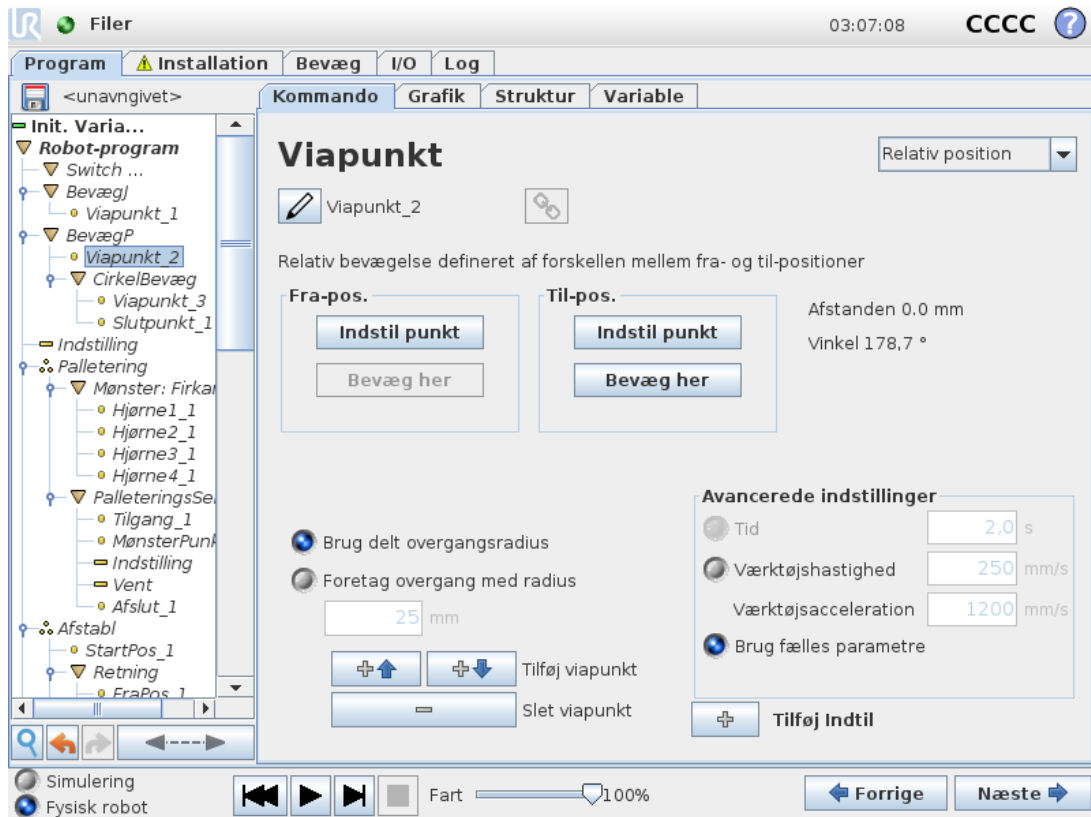 UR Filer 03:07:08 CCCC ?
Program Installation Bevæg I/O Log
<unavngivet> Kommando Grafik Struktur Variable
Init. Varia...
Robot-program
Switch ...
BevægJ
Viapunkt_1
BevægP
Viapunkt_2
CirkelBevæg
Viapunkt_3
Slutpunkt_1
Indstilling
Palletering
Mønster: Firkan
Hjørne1_1
Hjørne2_1
Hjørne3_1
Hjørne4_1
PalleteringsSe
Tilgang_1
MønsterPunk
Indstilling
Vent
Afslut_1
Afstabl
StartPos_1
Retning
FraPos_1
Viapunkt
Relativ position
Viapunkt_2
Relativ bevægelse defineret af forskellen mellem fra- og til-positioner
Fra-pos.
Indstil punkt
Bevæg her
Til-pos.
Indstil punkt
Bevæg her
Afstanden 0.0 mm
Vinkel 178,7 °
Brug delt overgangsradius
Foretag overgang med radius
25 mm
Tilføj viapunkt
Slet viapunkt
Avancerede indstillinger
Tid 2,0 s
Værktøjshastighed 250 mm/s
Værktøjsacceleration 1200 mm/s
Brug fælles parametre
Tilføj Indtil
Simulering
Fysisk robot
Fart 100%
Forrige Næste